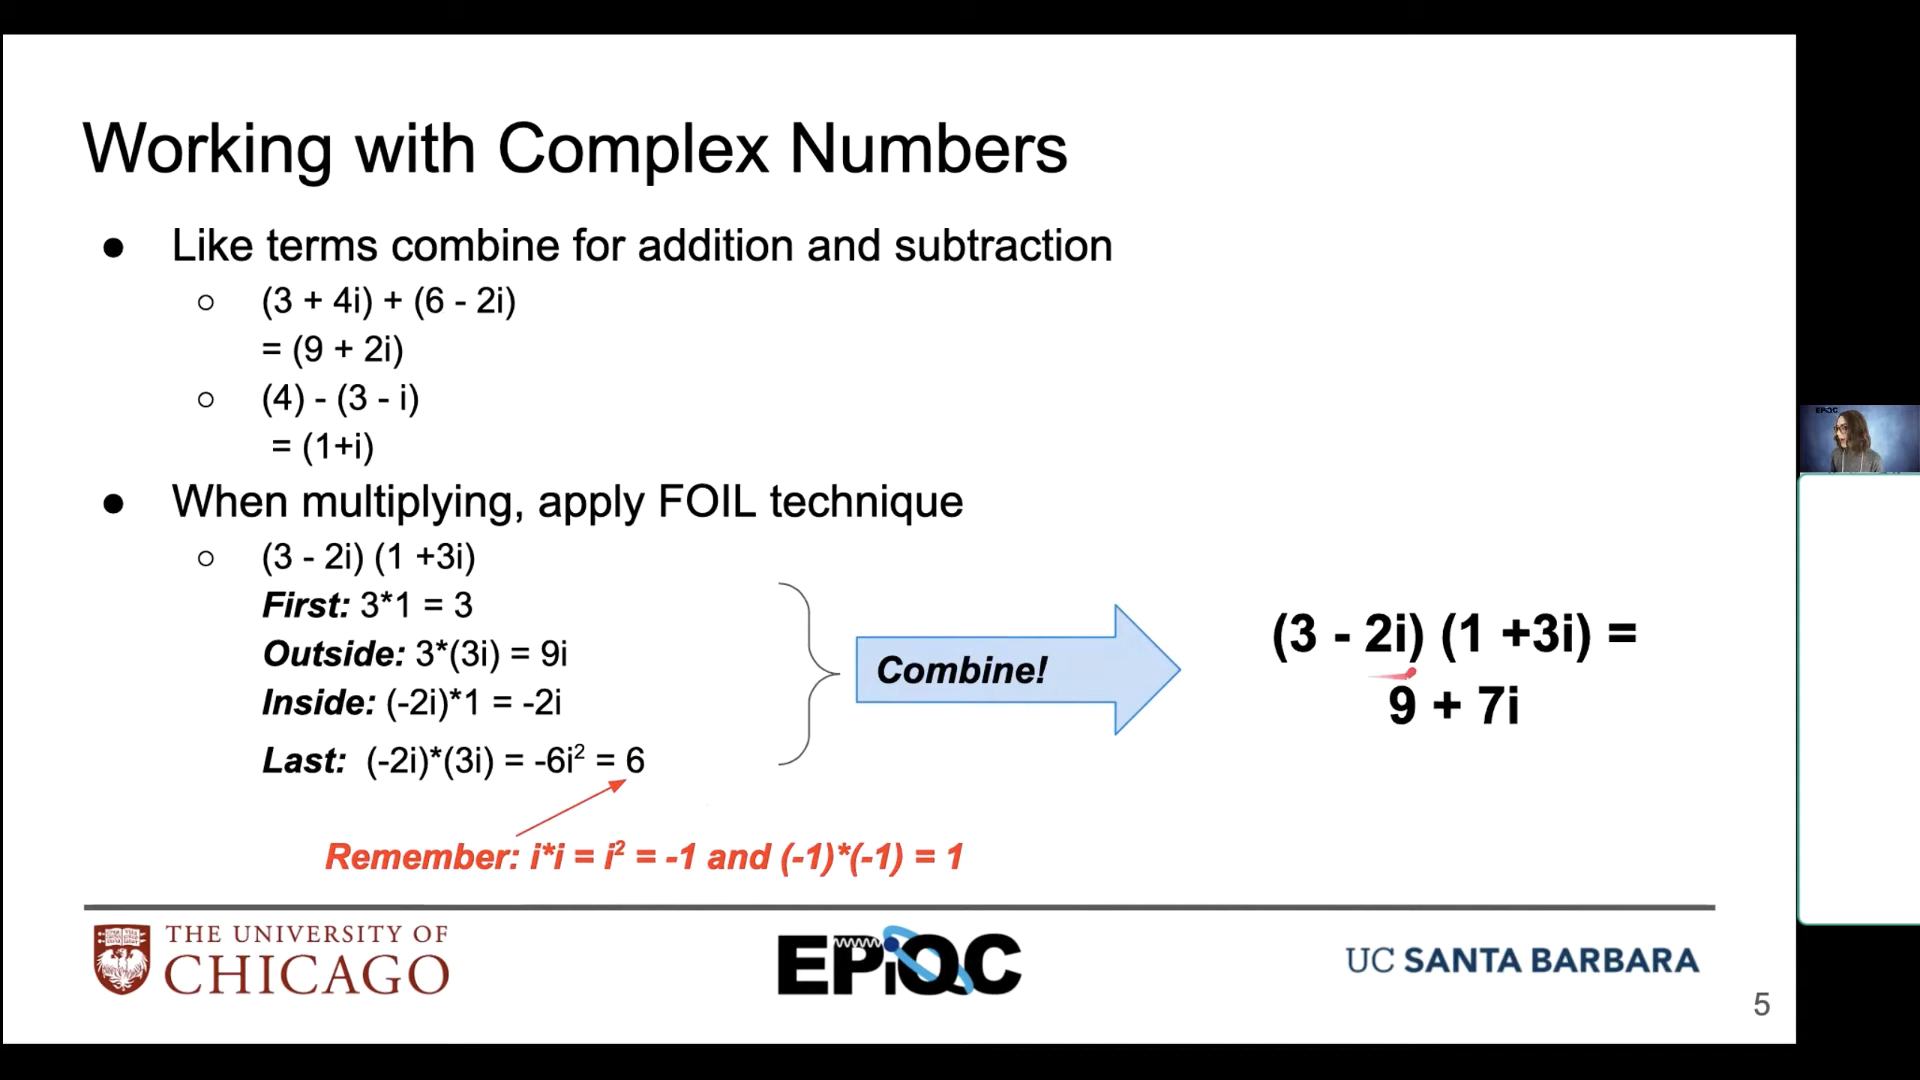 Working with Complex Numbers
● Like terms combine for addition and subtraction
○ (3 + 4i) + (6 - 2i)
= (9 + 2i)
○ (4) - (3 - i)
= (1+i)
● When multiplying, apply FOIL technique
○ (3 - 2i) (1 +3i)
First: 3*1 = 3
Outside: 3*(3i) = 9i
Inside: (-2i)*1 = -2i
Last: (-2i)*(3i) = -6i² = 6
Combine!
(3 - 2i) (1 +3i) =
9 + 7i
Remember: i*i = i² = -1 and (-1)*(-1) = 1
THE UNIVERSITY OF
CHICAGO
EPiQC
UC SANTA BARBARA
5
EPiQC